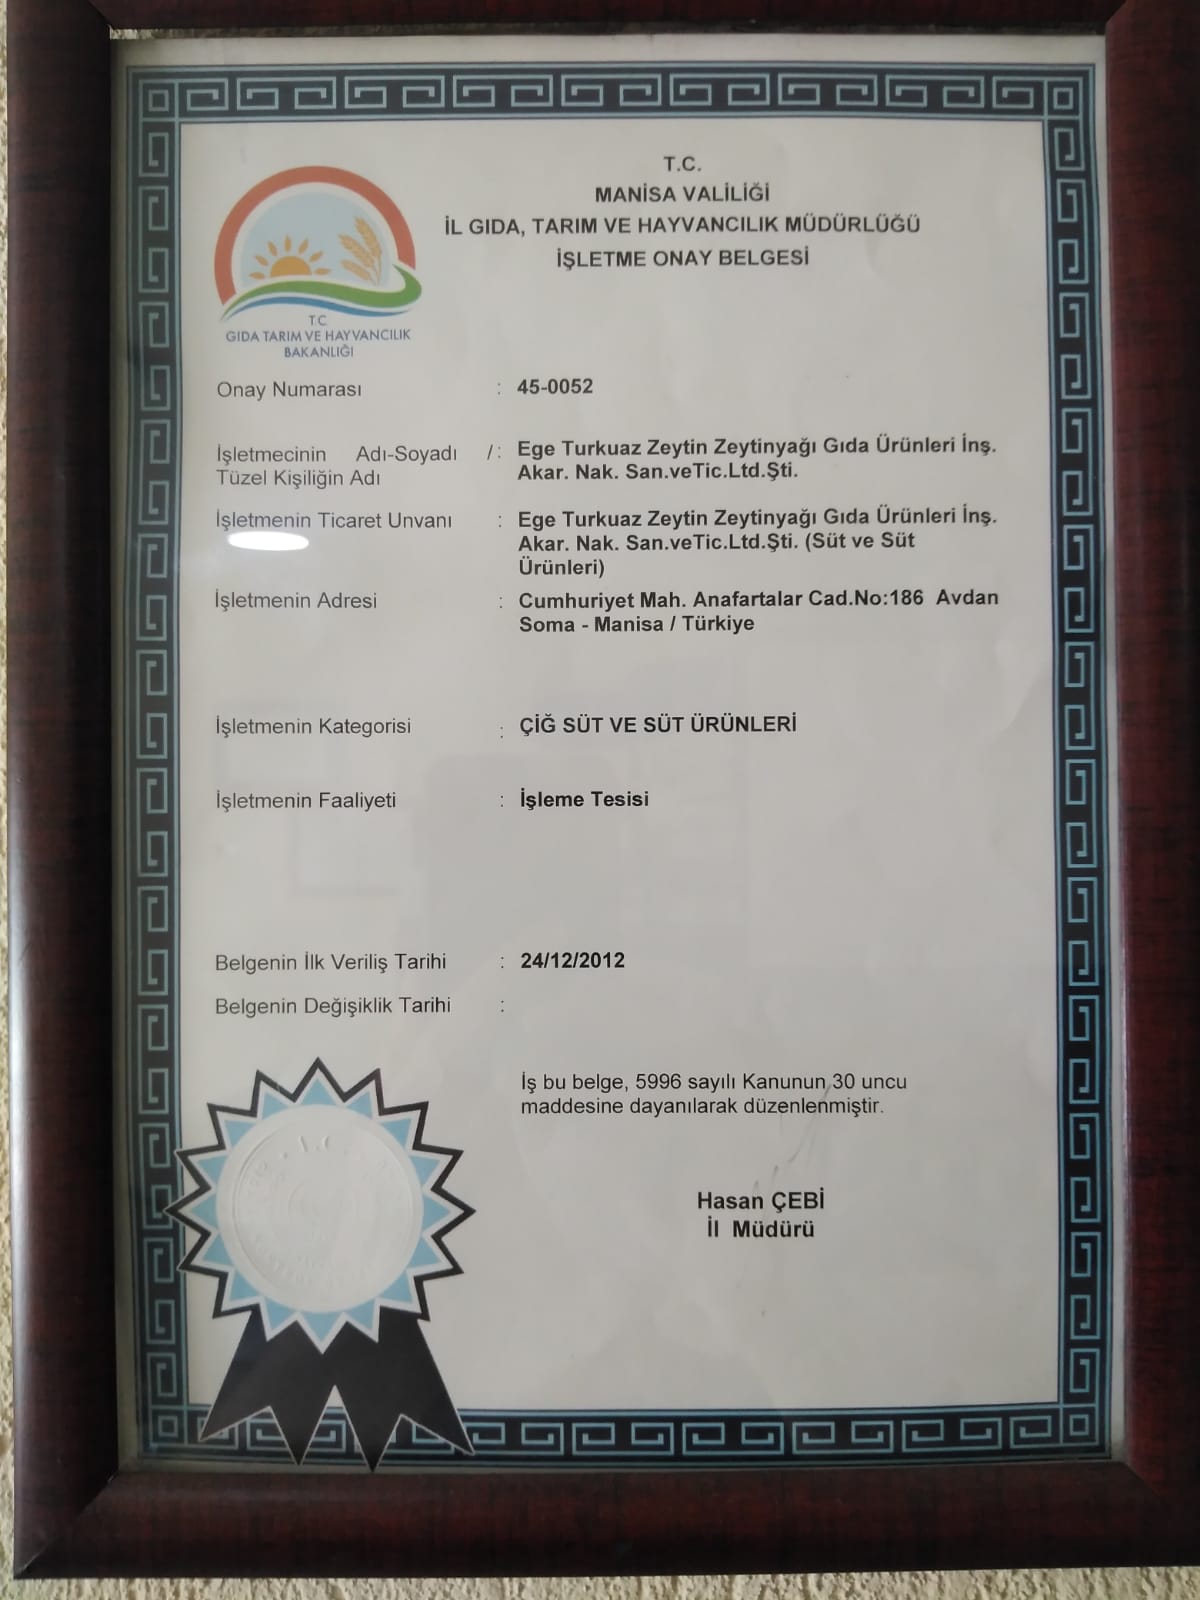 T.C.
MANİSA VALİLİĞİ
İL GIDA, TARIM VE HAYVANCILIK MÜDÜRLÜĞÜ
İŞLETME ONAY BELGESİ
T.C
GIDA TARIM VE HAYVANCILIK
BAKANLIĞI
Onay Numarası : 45-0052
İşletmecinin Adı-Soyadı /: Ege Turkuaz Zeytin Zeytinyağı Gıda Ürünleri İnş.
Tüzel Kişiliğin Adı Akar. Nak. San.veTic.Ltd.Şti.
İşletmenin Ticaret Unvanı : Ege Turkuaz Zeytin Zeytinyağı Gıda Ürünleri İnş.
Akar. Nak. San.veTic.Ltd.Şti. (Süt ve Süt
Ürünleri)
İşletmenin Adresi : Cumhuriyet Mah. Anafartalar Cad.No:186 Avdan
Soma - Manisa / Türkiye
İşletmenin Kategorisi : ÇİĞ SÜT VE SÜT ÜRÜNLERİ
İşletmenin Faaliyeti : İşleme Tesisi
Belgenin İlk Veriliş Tarihi : 24/12/2012
Belgenin Değişiklik Tarihi :
İş bu belge, 5996 sayılı Kanunun 30 uncu
maddesine dayanılarak düzenlenmiştir.
Hasan ÇEBİ
İl Müdürü